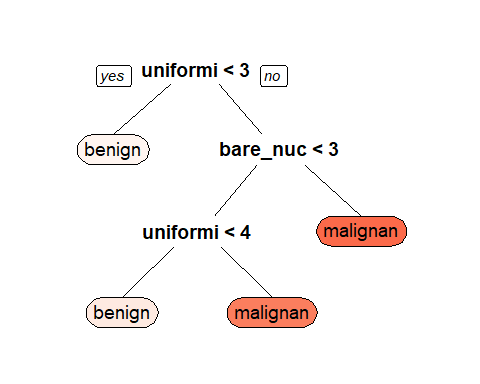 yes uniformi < 3 no
benign bare_nuc < 3
uniformi < 4 malignan
benign malignan